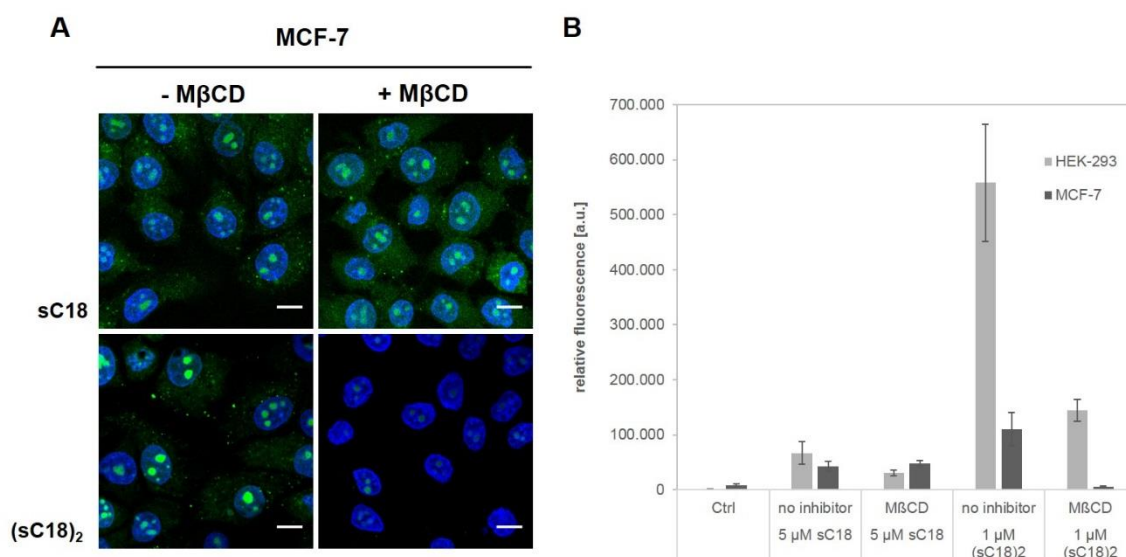 A
MCF-7
- MβCD
+ MβCD
sC18
(sC18)2
B
700.000
600.000
500.000
400.000
300.000
200.000
100.000
0
relative fluorescence [a.u.]
HEK-293
MCF-7
Ctrl
no inhibitor
MßCD
no inhibitor
MßCD
5 µM sC18
5 µM sC18
1 µM
(sC18)2
1 µM
(sC18)2